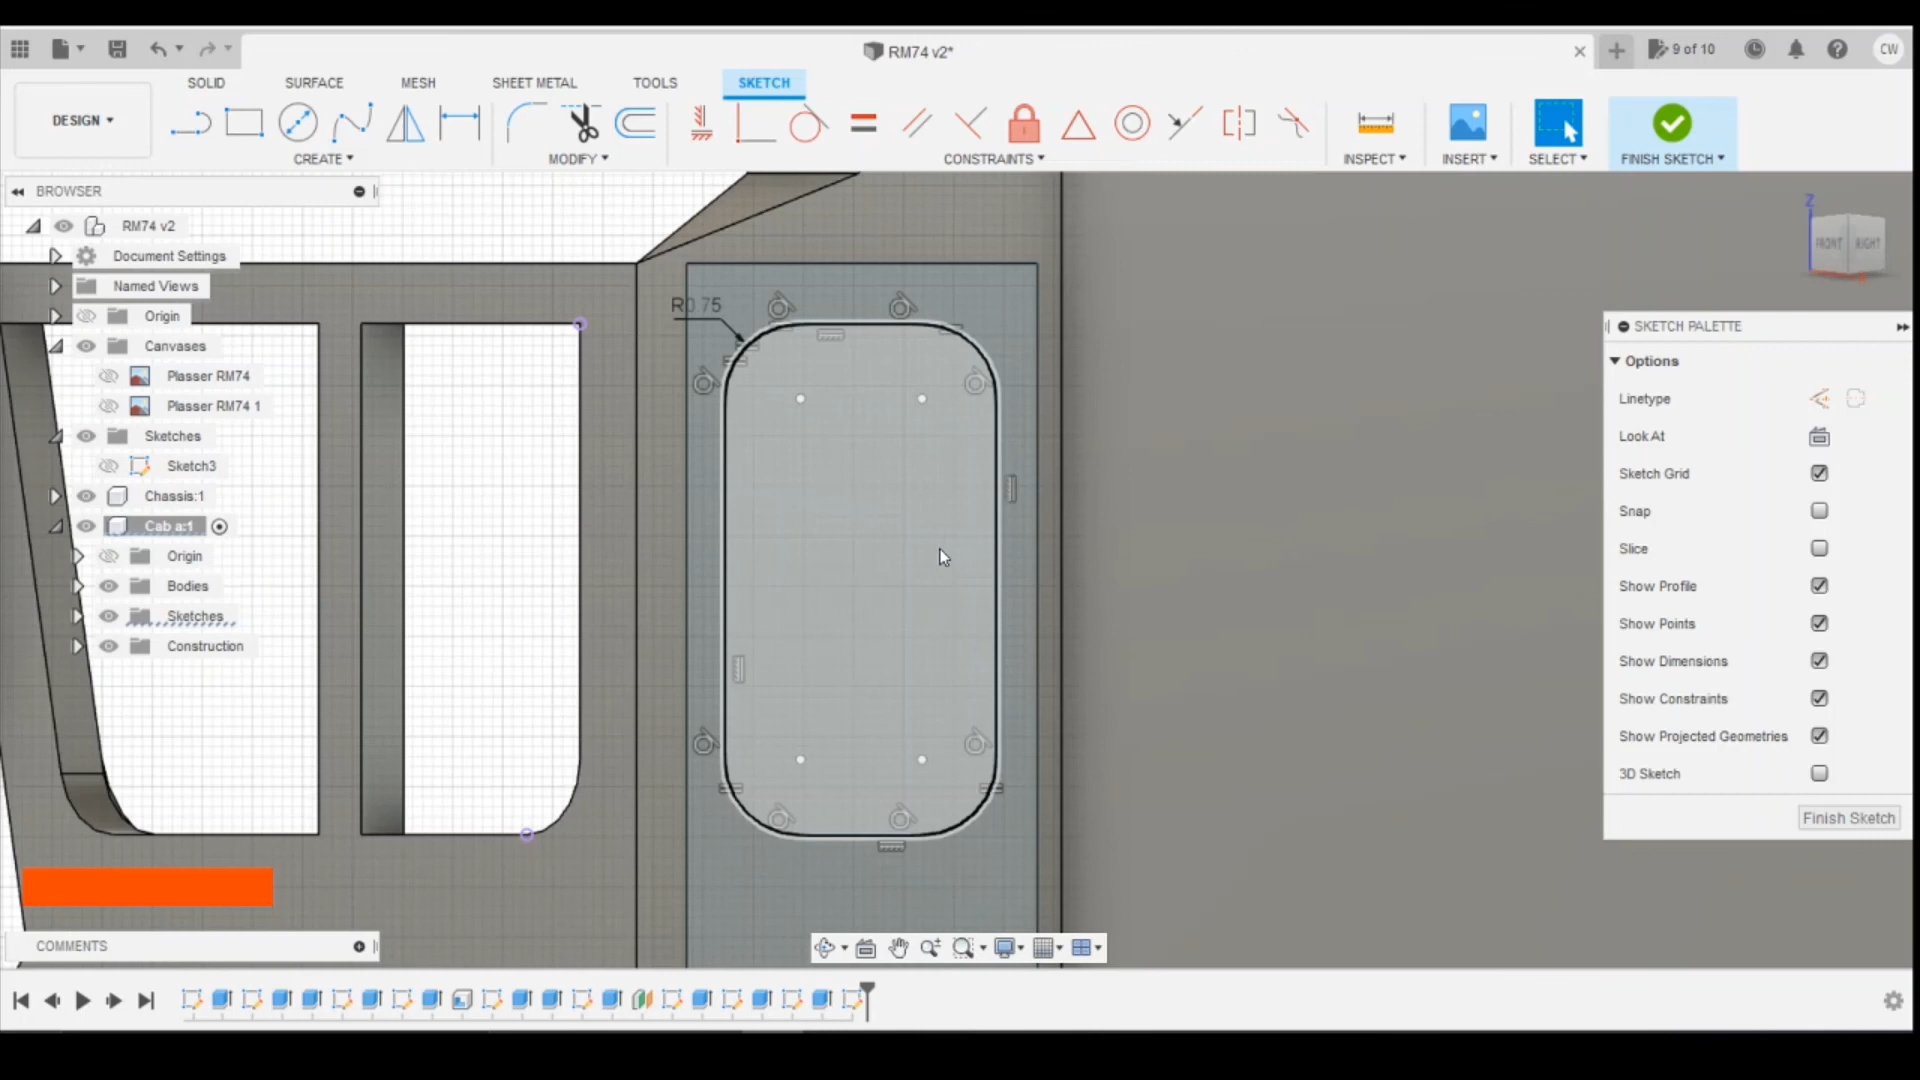 RM74 v2*
9 of 10
CW
DESIGN
SOLID
SURFACE
MESH
SHEET METAL
TOOLS
SKETCH
CREATE
MODIFY
CONSTRAINTS
INSPECT
INSERT
SELECT
FINISH SKETCH
BROWSER
RM74 v2
Document Settings
Named Views
Origin
Canvases
Plasser RM74
Plasser RM74 1
Sketches
Sketch3
Chassis:1
Cab a:1
Origin
Bodies
Sketches
Construction
R0.75
Z
FRONT
RIGHT
X
SKETCH PALETTE
Options
Linetype
Look At
Sketch Grid
Snap
Slice
Show Profile
Show Points
Show Dimensions
Show Constraints
Show Projected Geometries
3D Sketch
Finish Sketch
COMMENTS